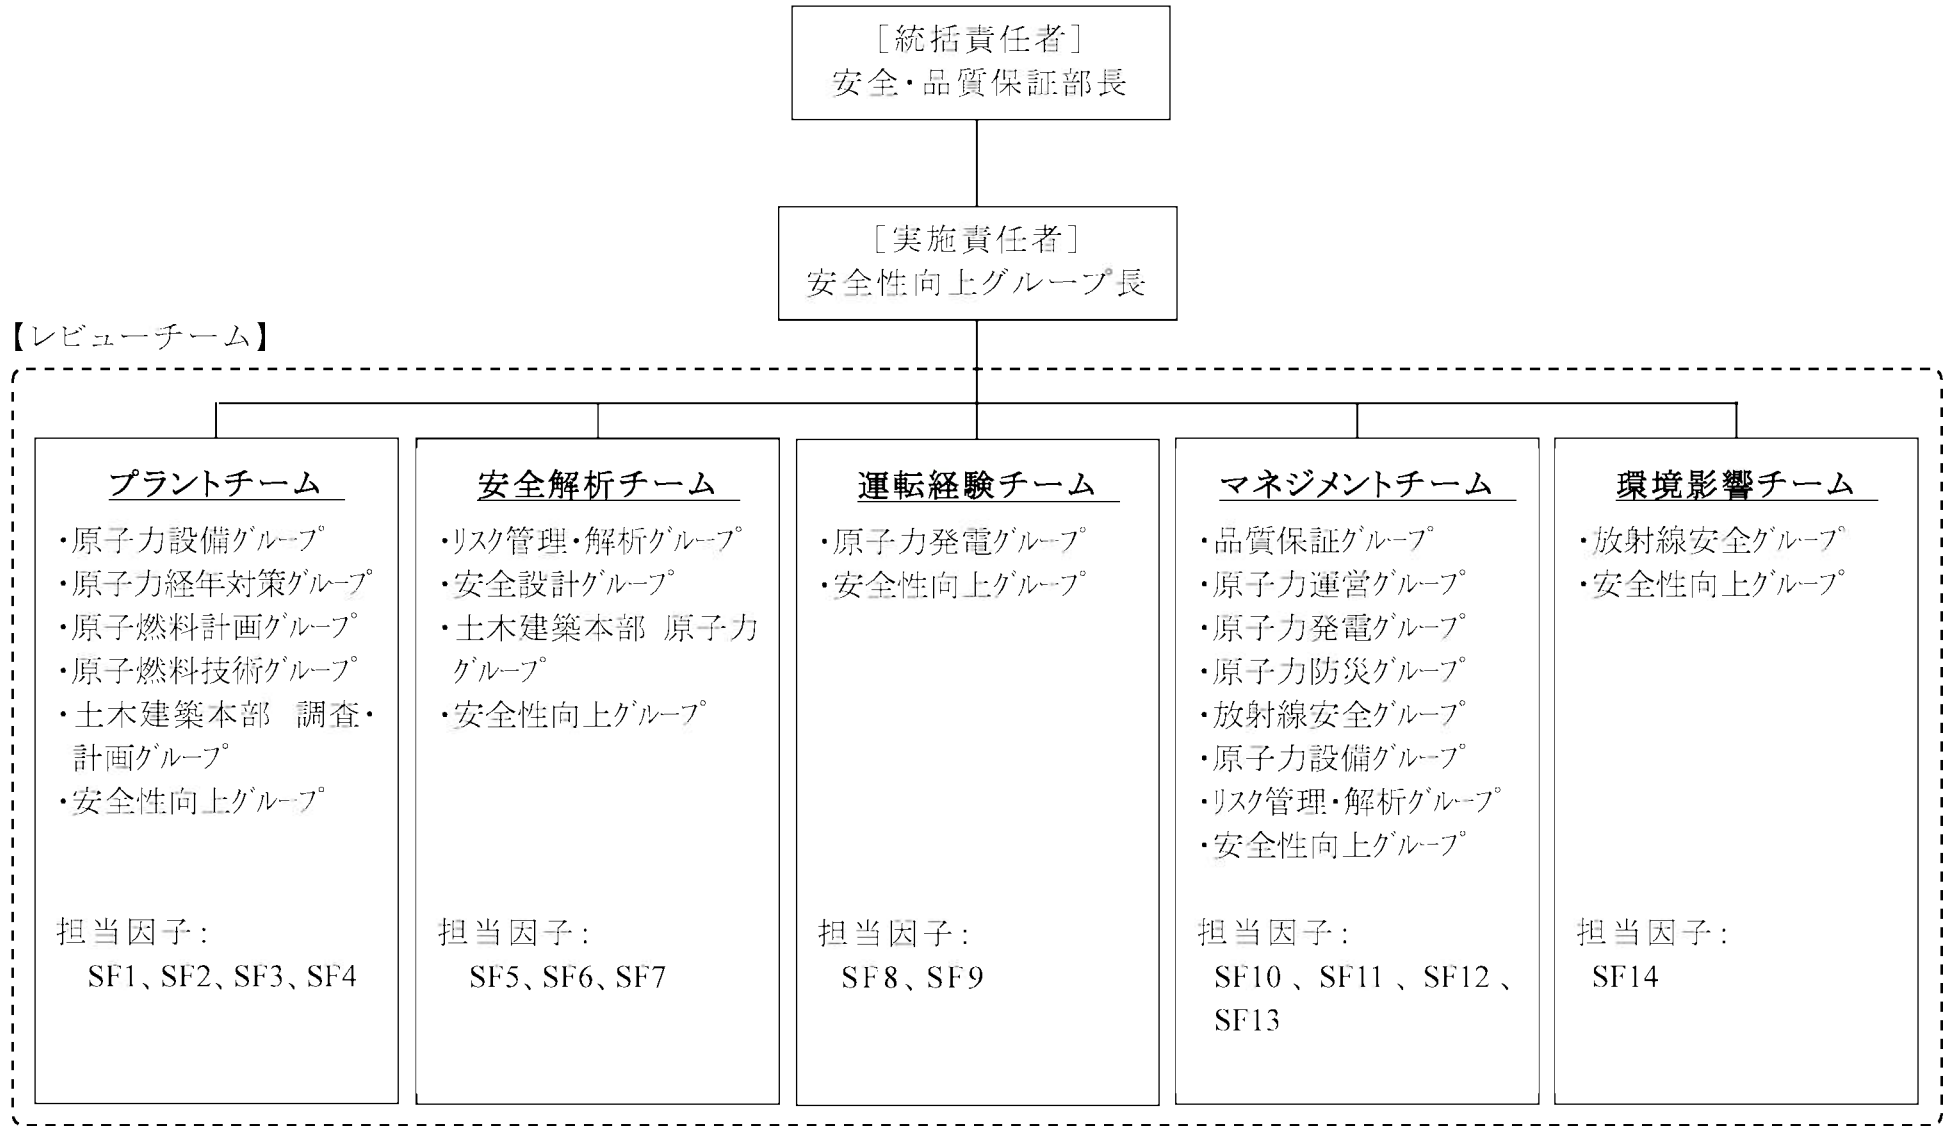 ［統括責任者］
安全・品質保証部長
［実施責任者］
安全性向上グループ長
【レビューチーム】
プラントチーム
・原子力設備グループ
・原子力経年対策グループ
・原子燃料計画グループ
・原子燃料技術グループ
・土木建築本部　調査・
計画グループ
・安全性向上グループ
担当因子：
SF1、SF2、SF3、SF4
安全解析チーム
・リスク管理・解析グループ
・安全設計グループ
・土木建築本部　原子力
グループ
・安全性向上グループ
担当因子：
SF5、SF6、SF7
運転経験チーム
・原子力発電グループ
・安全性向上グループ
担当因子：
SF8、SF9
マネジメントチーム
・品質保証グループ
・原子力運営グループ
・原子力発電グループ
・原子力防災グループ
・放射線安全グループ
・原子力設備グループ
・リスク管理・解析グループ
・安全性向上グループ
担当因子：
SF10、SF11、SF12、
SF13
環境影響チーム
・放射線安全グループ
・安全性向上グループ
担当因子：
SF14